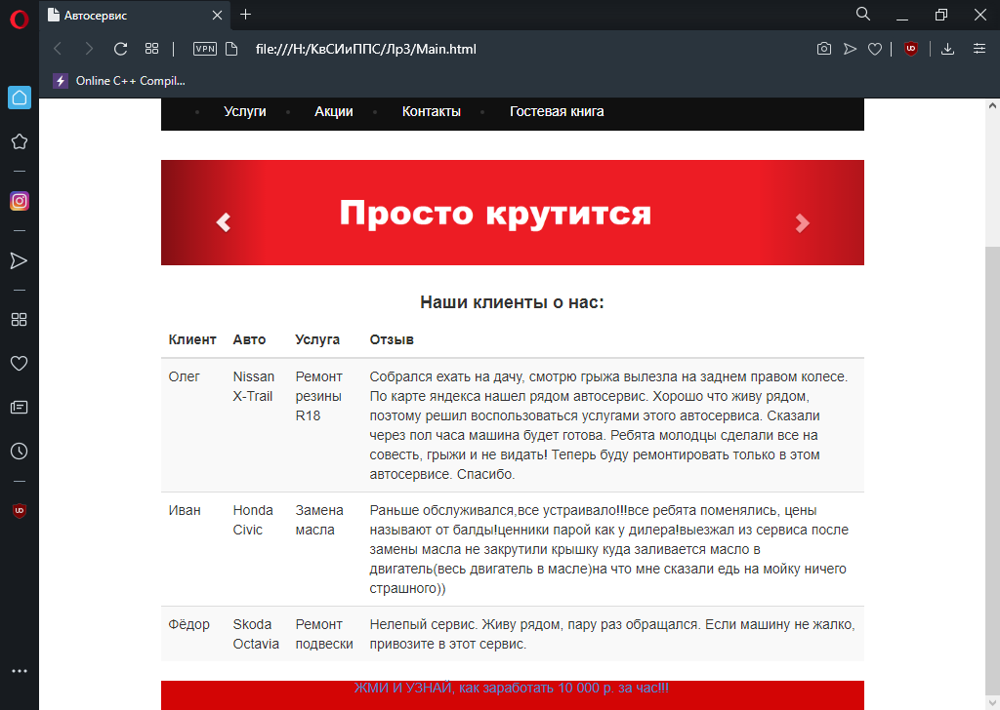 Автосервис
VPN
file:///H:/КвСИиППС/Лр3/Main.html
Online C++ Compil...
Услуги
Акции
Контакты
Гостевая книга
Просто крутится
Наши клиенты о нас:
Клиент Авто Услуга Отзыв
Олег
Nissan
X-Trail
Ремонт
резины
R18
Собрался ехать на дачу, смотрю грыжа вылезла на заднем правом колесе.
По карте яндекса нашел рядом автосервис. Хорошо что живу рядом,
поэтому решил воспользоваться услугами этого автосервиса. Сказали
через пол часа машина будет готова. Ребята молодцы сделали все на
совесть, грыжи и не видать! Теперь буду ремонтировать только в этом
автосервисе. Спасибо.
Иван
Honda
Civic
Замена
масла
Раньше обслуживался,все устраивало!!!все ребята поменялись, цены
называют от балды!ценники парой как у дилера!выезжал из сервиса после
замены масла не закрутили крышку куда заливается масло в
двигатель(весь двигатель в масле)на что мне сказали едь на мойку ничего
страшного))
Фёдор
Skoda
Octavia
Ремонт
подвески
Нелепый сервис. Живу рядом, пару раз обращался. Если машину не жалко,
привозите в этот сервис.
ЖМИ И УЗНАЙ, как заработать 10 000 р. за час!!!